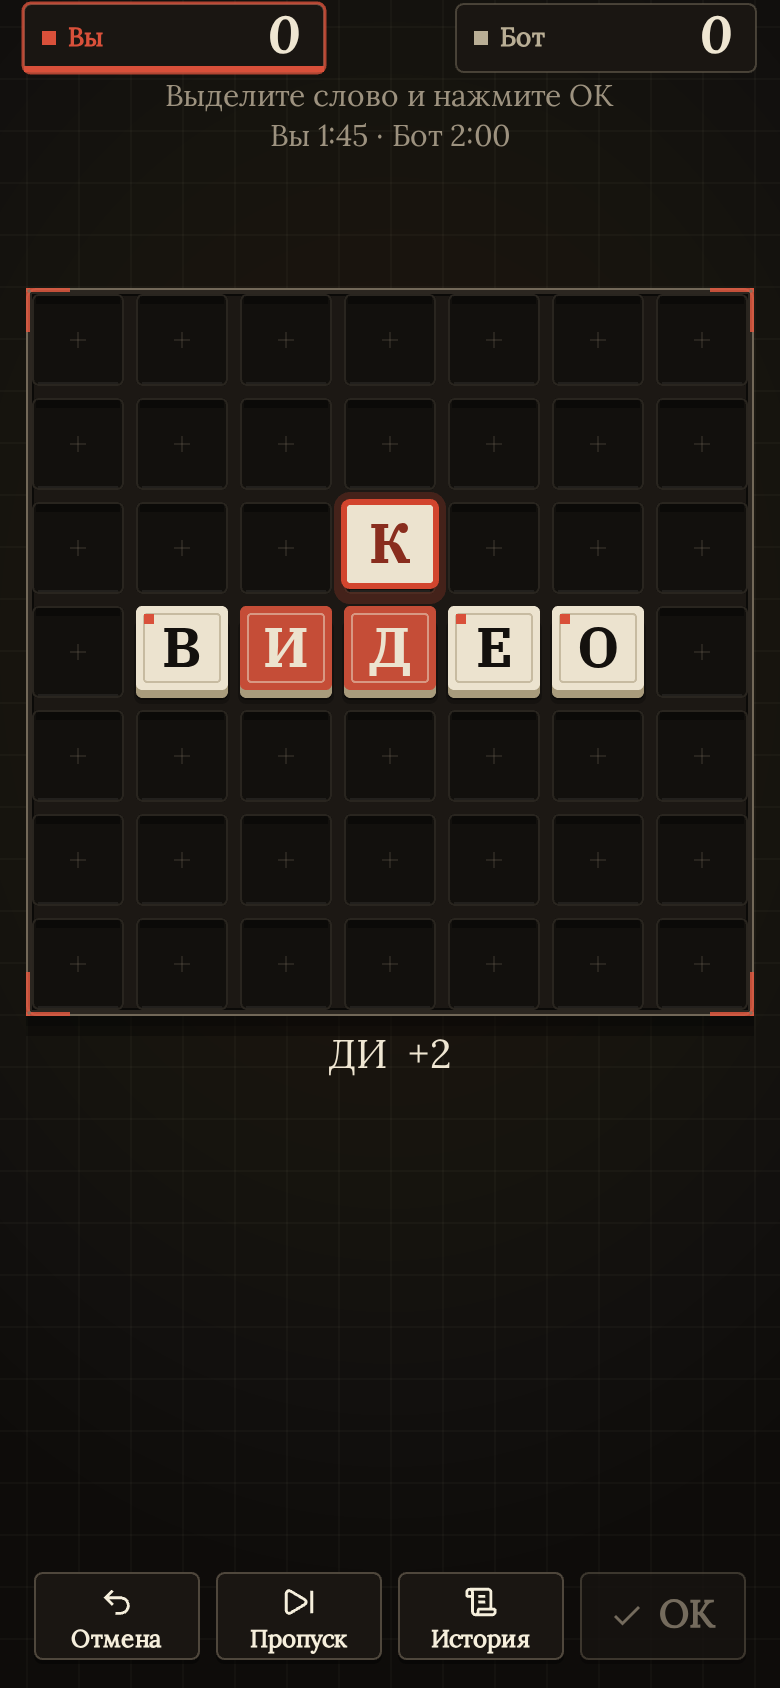 Вы 0 Бот 0
Выделите слово и нажмите OK
Вы 1:45 · Бот 2:00
К
В И Д Е О
ДИ +2
Отмена Пропуск История OK